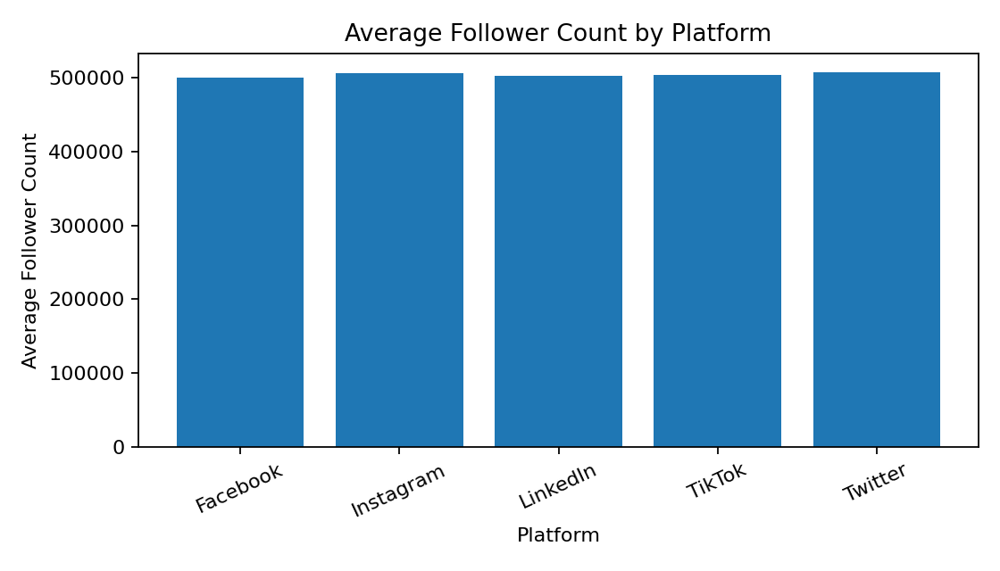 Average Follower Count by Platform
Average Follower Count
500000
400000
300000
200000
100000
0
Facebook
Instagram
LinkedIn
TikTok
Twitter
Platform